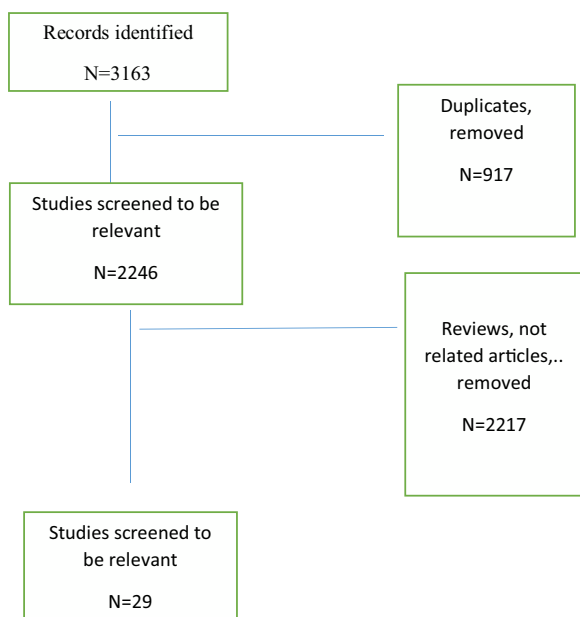 Records identified
N=3163
Duplicates,
removed
N=917
Studies screened to be
relevant
N=2246
Reviews, not
related articles,..
removed
N=2217
Studies screened to
be relevant
N=29